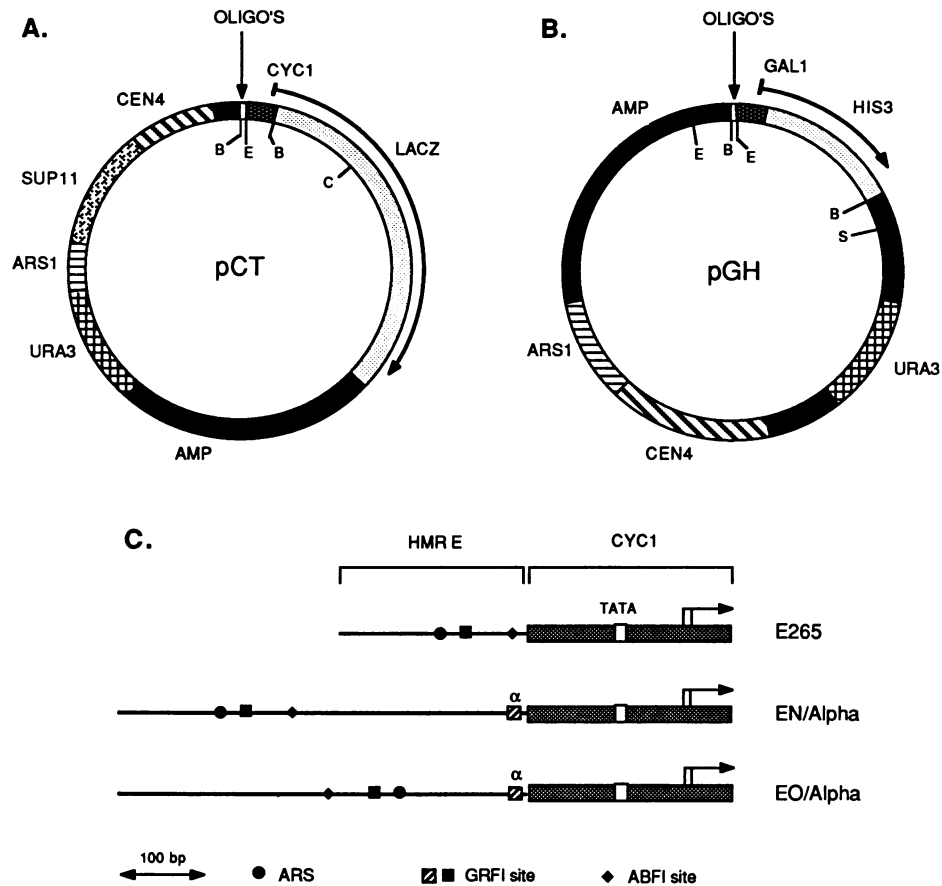 A.
OLIGO'S
CYC1
CEN4
LACZ
B
E
B
C
SUP11
pCT
ARS1
URA3
AMP
B.
OLIGO'S
GAL1
HIS3
AMP
E
B
E
B
S
pGH
ARS1
URA3
CEN4
C.
HMR E
CYC1
TATA
E265
α
EN/Alpha
α
EO/Alpha
100 bp
ARS
GRFI site
ABFI site